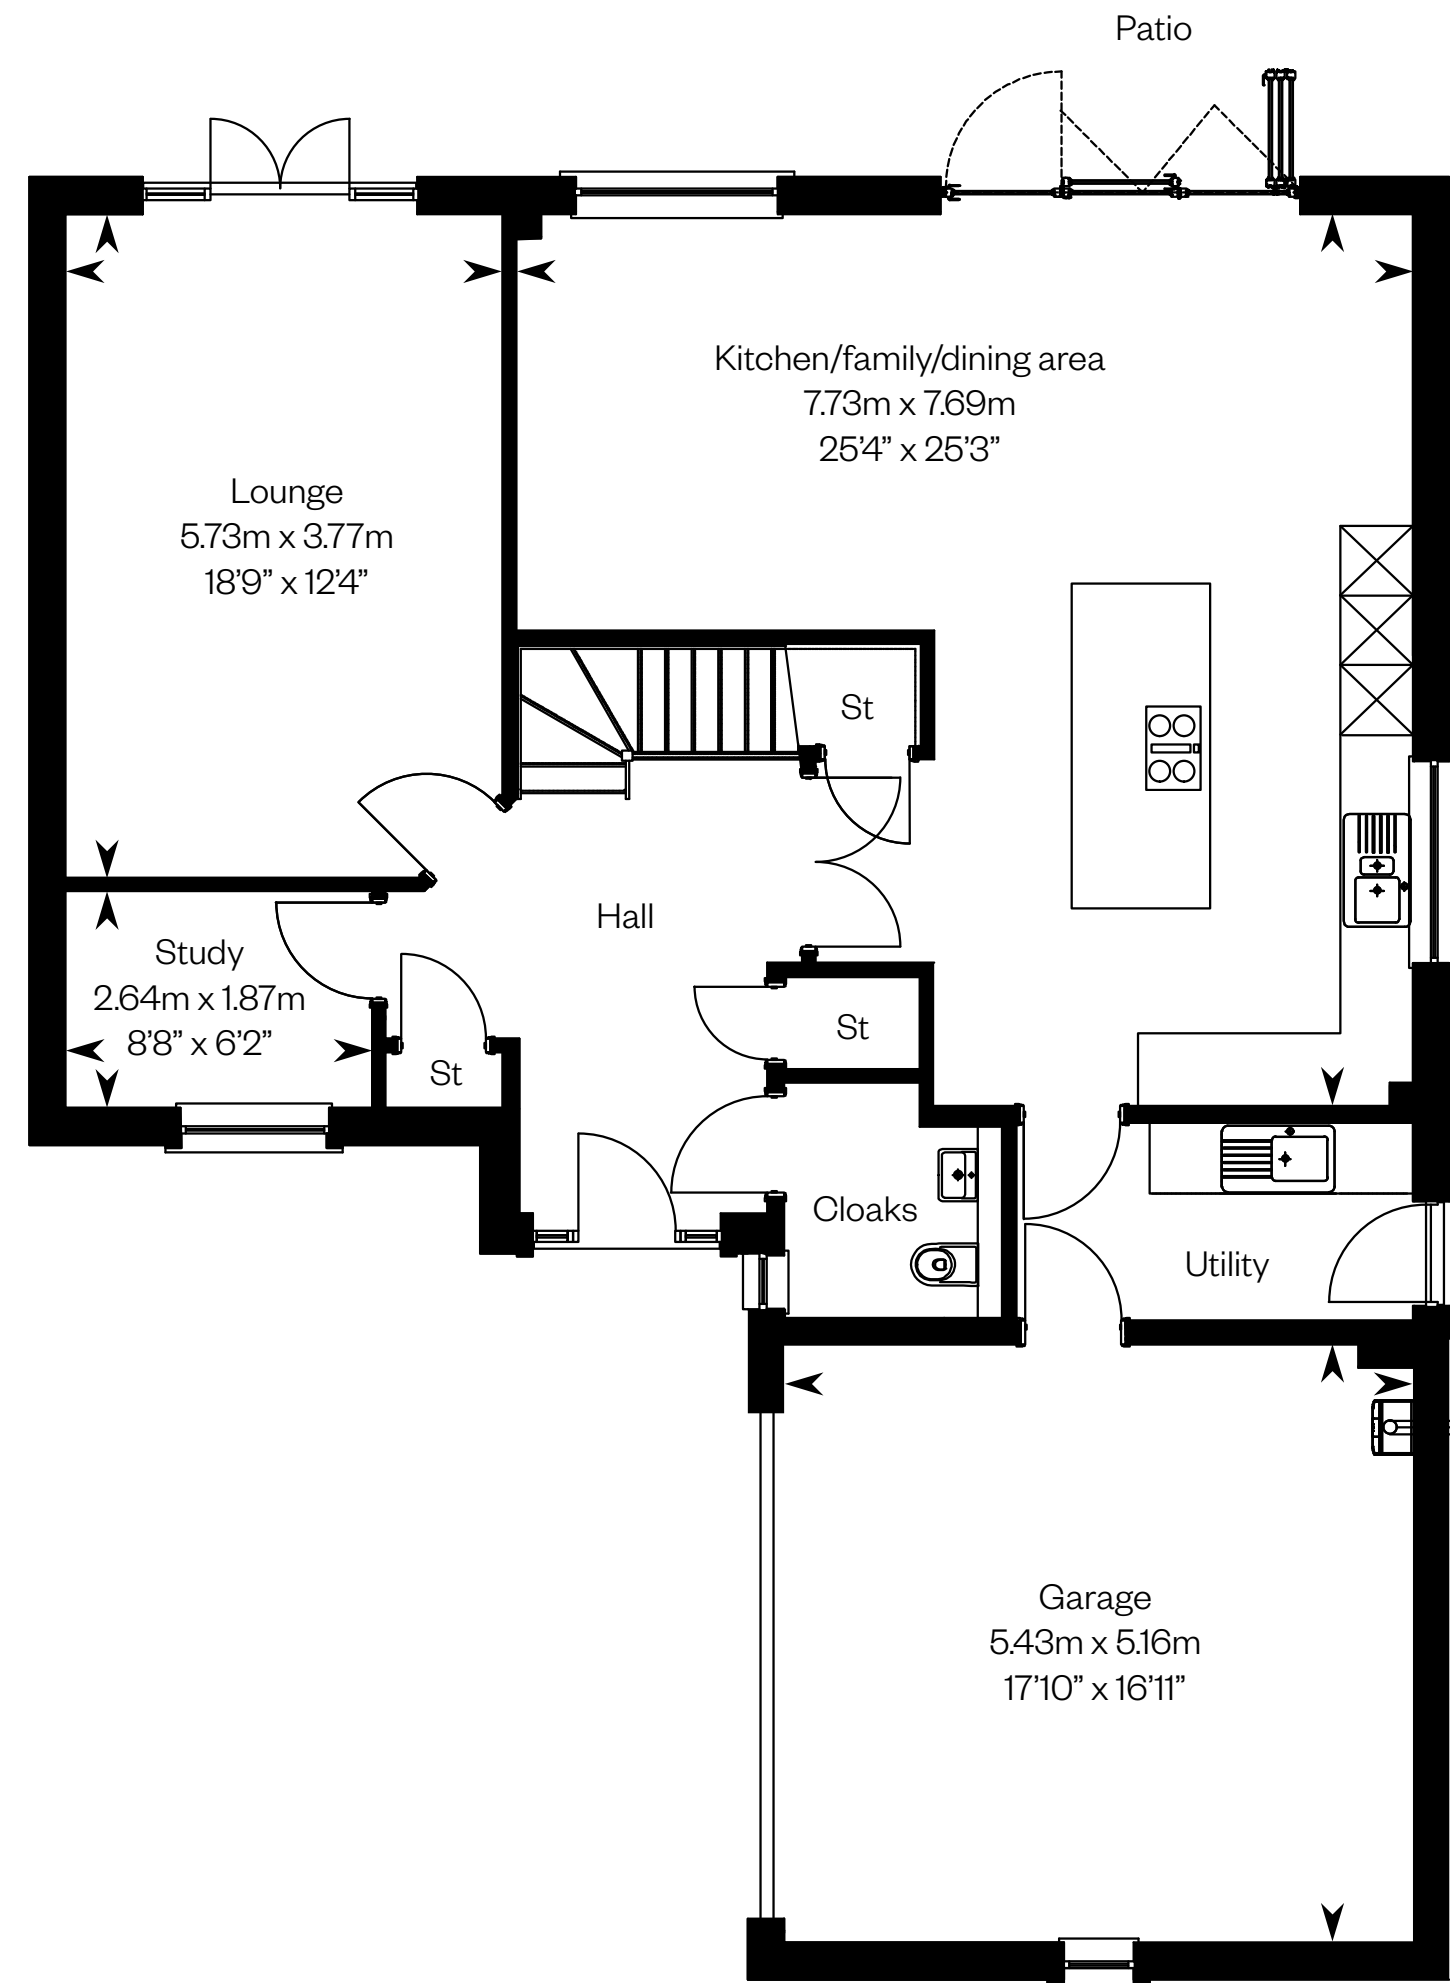 Patio
Kitchen/family/dining area
7.73m x 7.69m
25’4” x 25’3”
Lounge
5.73m x 3.77m
18’9” x 12’4”
St
Hall
Study
2.64m x 1.87m
8’8” x 6’2”
St
St
Cloaks
Utility
Garage
5.43m x 5.16m
17’10” x 16’11”